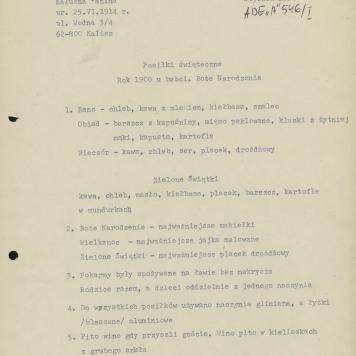 ur. 25.VI.1914 r.
ul. Wodna 3/4
62-800 Kalisz
ADE "A" 546/I
Posiłki świąteczne
Rok 1900 u babci. Boże Narodzenie
1. Rano - chleb, kawa z mlekiem, kiełbasa, smalec
Obiad - barszcz z kapuśnicy, mięso peklowane, kluski z żytniej
mąki, kapusta, kartofle
Wieczór - kawa, chleb, ser, placek, drożdżowy
Zielone Świątki
kawa, chleb, masło, kiełbasa, placek, barszcz, kartofle
w mundurkach
2. Boże Narodzenie - najważniejsze makiełki
Wielkanoc - najważniejsze jajka malowane
Zielone Świątki - najważniejszy placek drożdżowy
3. Pokarmy były spożywane na ławie bez nakrycia
Rodzice razem, a dzieci oddzielnie z jednego naczynia
4. Do wszystkich posiłków używano naczynia gliniane, a łyżki
/blaszane/ aluminiowe
5. Pito wino gdy przyszli goście. Wino pito w kieliszkach
z grubego szkła